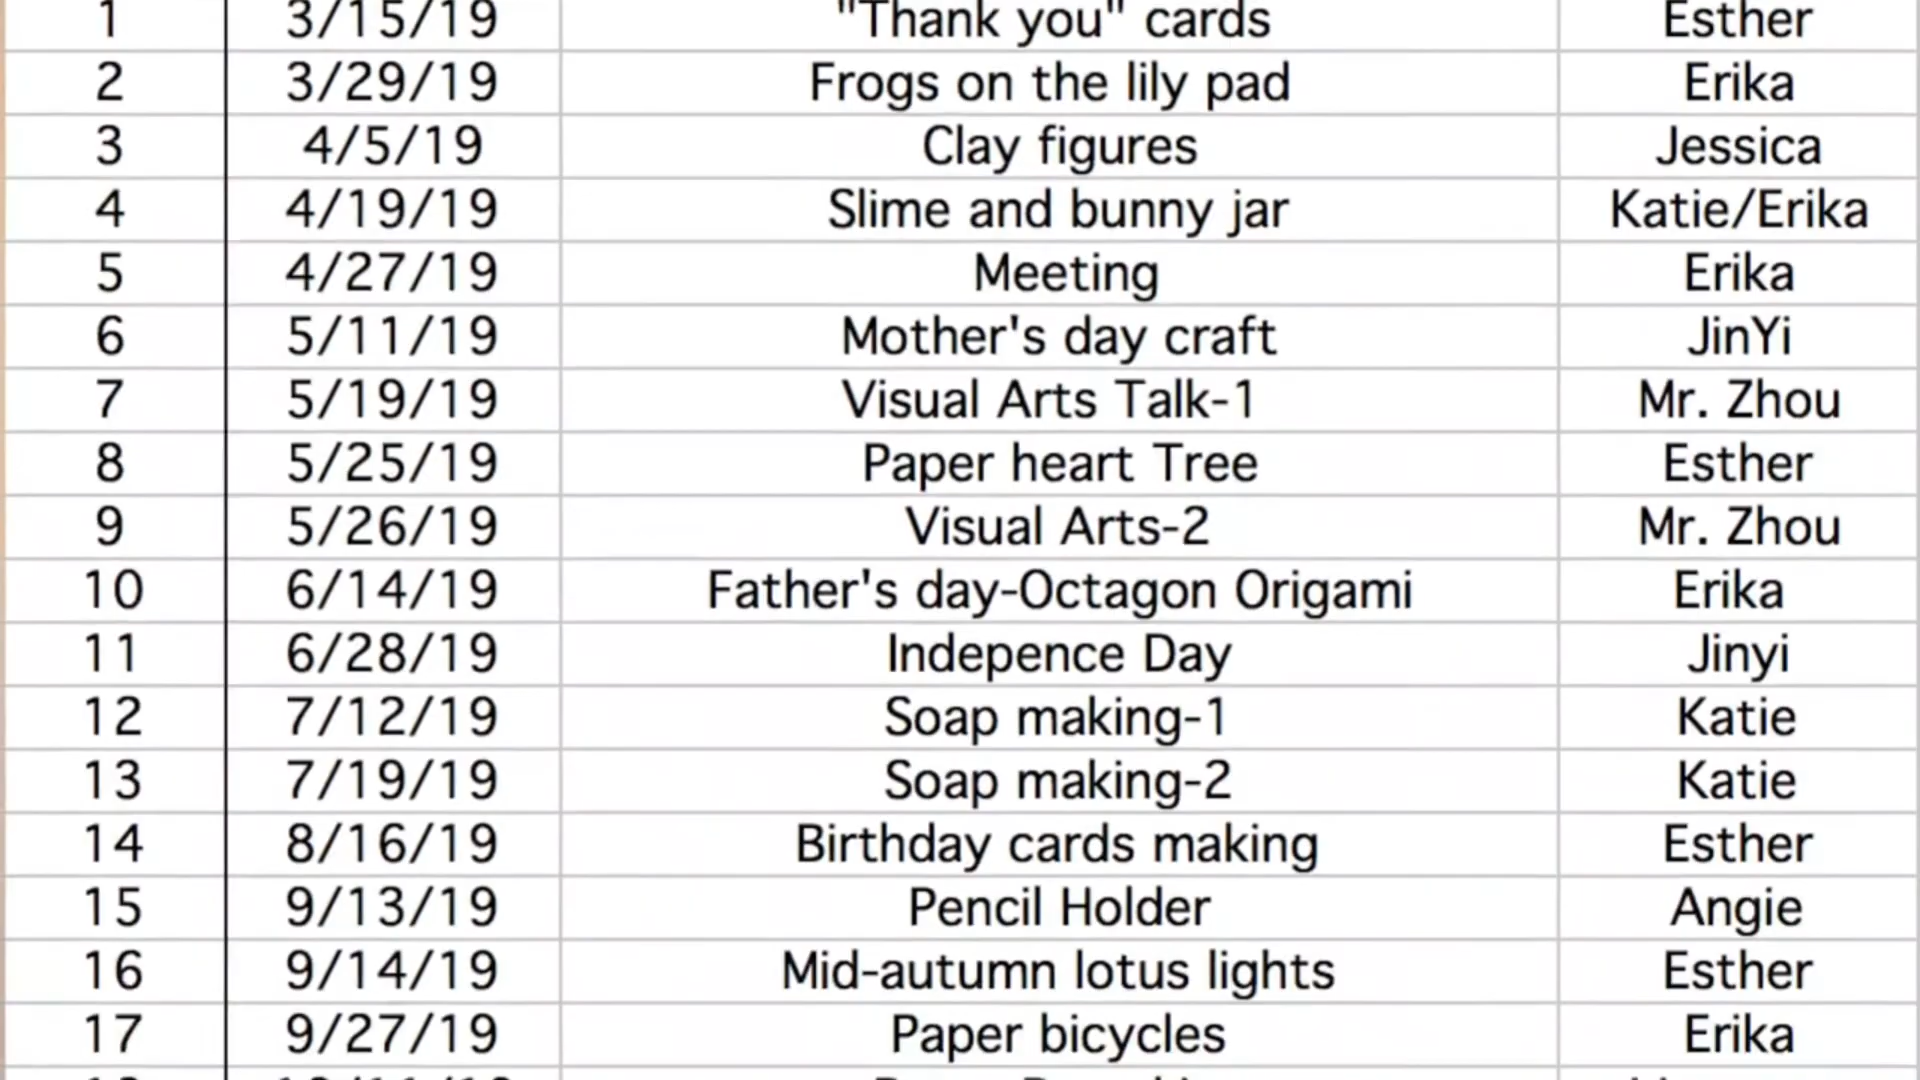 1 3/15/19 "Thank you" cards Esther
2 3/29/19 Frogs on the lily pad Erika
3 4/5/19 Clay figures Jessica
4 4/19/19 Slime and bunny jar Katie/Erika
5 4/27/19 Meeting Erika
6 5/11/19 Mother's day craft JinYi
7 5/19/19 Visual Arts Talk-1 Mr. Zhou
8 5/25/19 Paper heart Tree Esther
9 5/26/19 Visual Arts-2 Mr. Zhou
10 6/14/19 Father's day-Octagon Origami Erika
11 6/28/19 Indepence Day Jinyi
12 7/12/19 Soap making-1 Katie
13 7/19/19 Soap making-2 Katie
14 8/16/19 Birthday cards making Esther
15 9/13/19 Pencil Holder Angie
16 9/14/19 Mid-autumn lotus lights Esther
17 9/27/19 Paper bicycles Erika